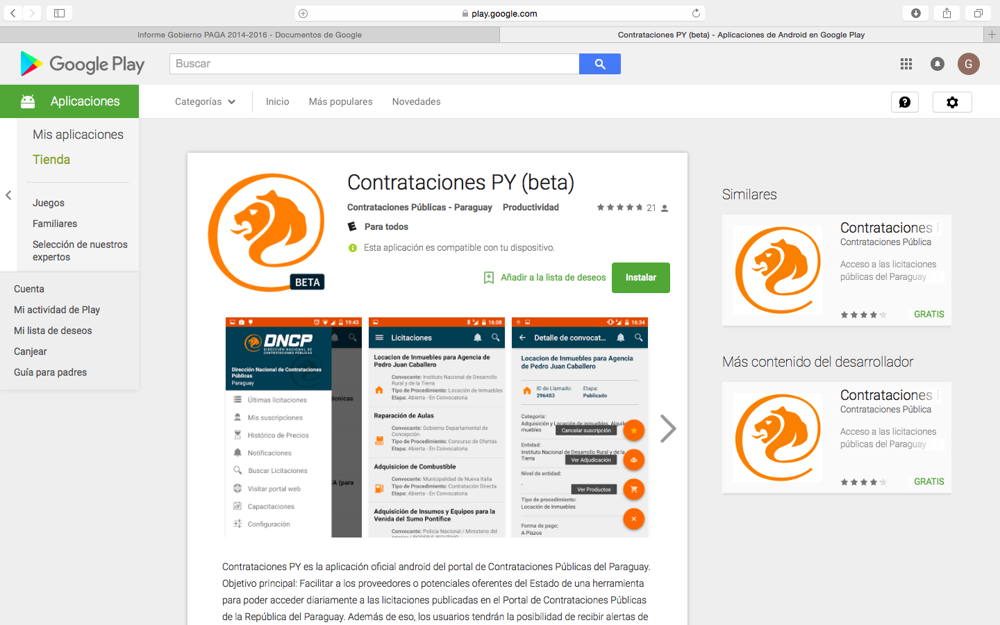 play.google.com
Informe Gobierno PAGA 2014-2016 - Documentos de Google
Contrataciones PY (beta) - Aplicaciones de Android en Google Play
Google Play
Buscar
G
Aplicaciones
Categorías
Inicio
Más populares
Novedades
Mis aplicaciones
Tienda
Juegos
Familiares
Selección de nuestros
expertos
Cuenta
Mi actividad de Play
Mi lista de deseos
Canjear
Guía para padres
BETA
Contrataciones PY (beta)
Contrataciones Públicas - Paraguay Productividad
21
Para todos
Esta aplicación es compatible con tu dispositivo.
Añadir a la lista de deseos
Instalar
19:43
DNCP
DIRECCIÓN NACIONAL DE
CONTRATACIONES PÚBLICAS
Dirección Nacional de Contrataciones
Públicas
Paraguay
écnicas
CA (para
Últimas licitaciones
Mis suscripciones
Histórico de Precios
Notificaciones
Buscar Licitaciones
Visitar portal web
Capacitaciones
Configuración
16:08
Licitaciones
Locacion de Inmuebles para Agencia de
Pedro Juan Caballero
Convocante: Instituto Nacional de Desarrollo
Rural y de la Tierra
Tipo de Procedimiento: Locación de Inmuebles
Etapa: Abierta - En Convocatoria
Reparación de Aulas
Convocante: Gobierno Departamental de
Concepción
Tipo de Procedimiento: Concurso de Ofertas
Etapa: Abierta - En Convocatoria
Adquisicion de Combustible
Convocante: Municipalidad de Nueva Italia
Tipo de Procedimiento: Contratación Directa
Etapa: Abierta - En Convocatoria
Adquisición de Insumos y Equipos para la
Venida del Sumo Pontífice
Convocante: Policia Nacional / Ministerio del
Interior / PODER EJECUTIVO
16:34
Detalle de convocat...
Locacion de Inmuebles para Agencia
de Pedro Juan Caballero
ID de Llamado:
296483
Etapa:
Publicado
Categoría:
Adquisición y Locación de inmuebles. Alquile
muebles
Cancelar suscripción
Entidad:
Instituto Nacional de Desarrollo Rural y de la
Tierra
Ver Adjudicación
Nivel de entidad:
-
Ver Productos
Tipo de procedimiento:
Locación de Inmuebles
Forma de pago:
A Plazos
Contrataciones PY es la aplicación oficial android del portal de Contrataciones Públicas del Paraguay.
Objetivo principal: Facilitar a los proveedores o potenciales oferentes del Estado de una herramienta
para poder acceder diariamente a las licitaciones publicadas en el Portal de Contrataciones Públicas
de la República del Paraguay. Además de eso, los usuarios tendrán la posibilidad de recibir alertas de
Similares
Contrataciones P
Contrataciones Pública
Acceso a las licitaciones
públicas del Paraguay
GRATIS
Más contenido del desarrollador
Contrataciones P
Contrataciones Pública
Acceso a las licitaciones
públicas del Paraguay
GRATIS